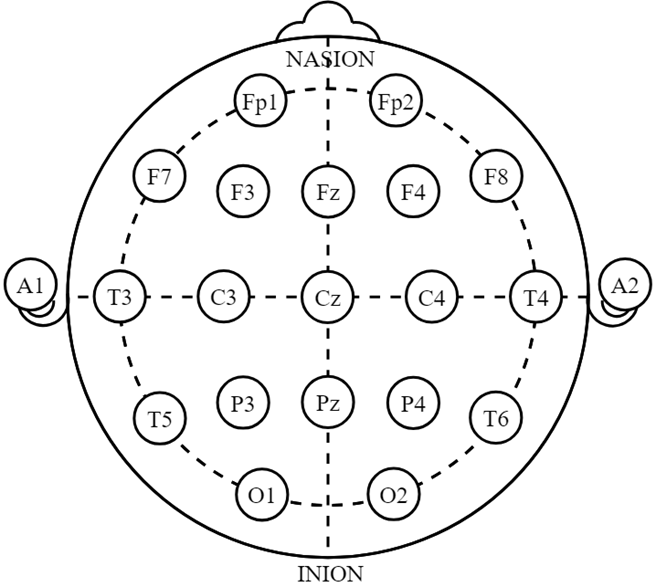 NASION
Fp1 Fp2
F7 F3 Fz F4 F8
A1 T3 C3 Cz C4 T4 A2
T5 P3 Pz P4 T6
O1 O2
INION